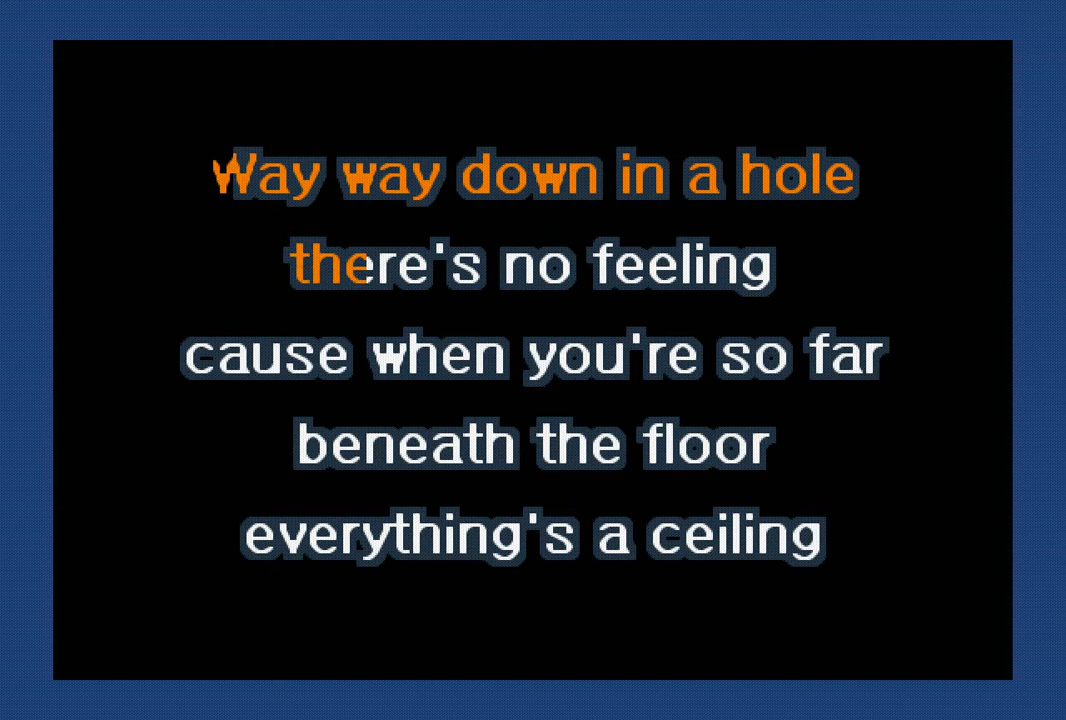 Way way down in a hole
there's no feeling
cause when you're so far
beneath the floor
everything's a ceiling